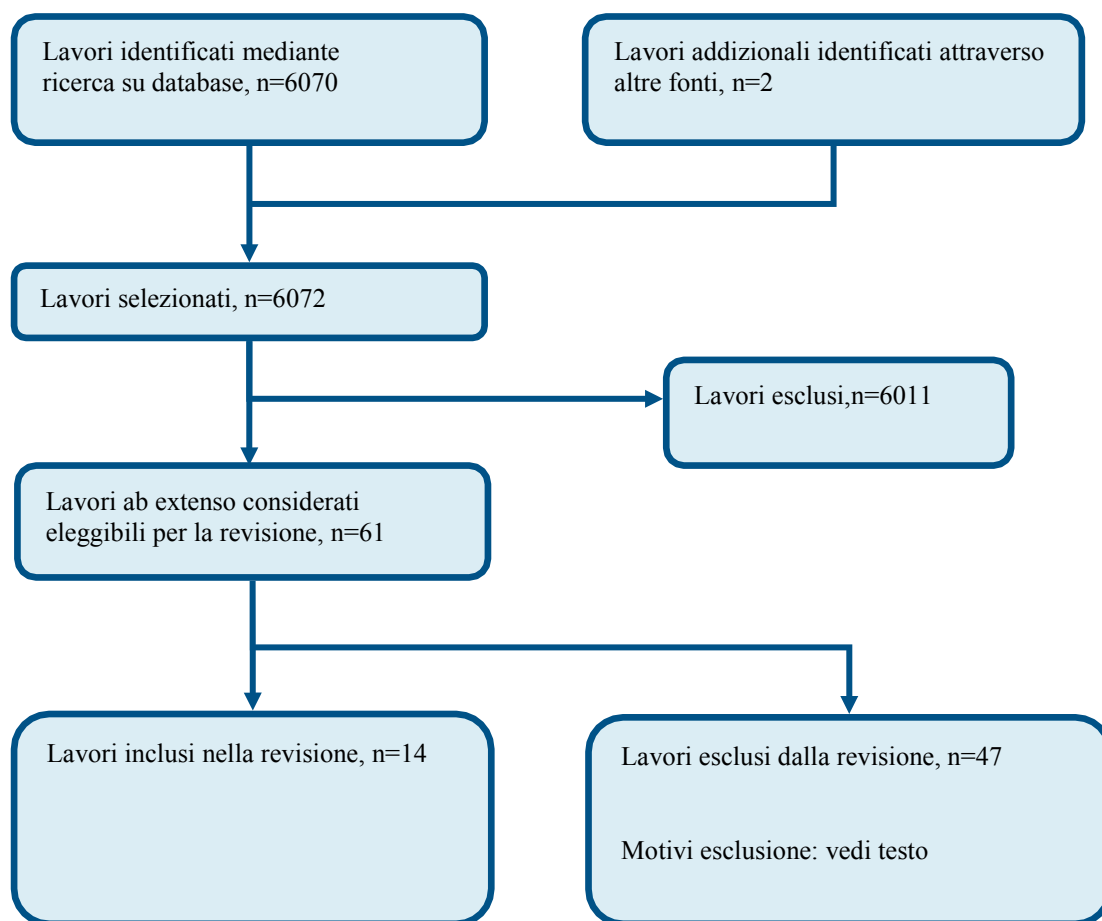 Lavori identificati mediante
ricerca su database, n=6070
Lavori addizionali identificati attraverso
altre fonti, n=2
Lavori selezionati, n=6072
Lavori esclusi,n=6011
Lavori ab extenso considerati
eleggibili per la revisione, n=61
Lavori inclusi nella revisione, n=14
Lavori esclusi dalla revisione, n=47
Motivi esclusione: vedi testo